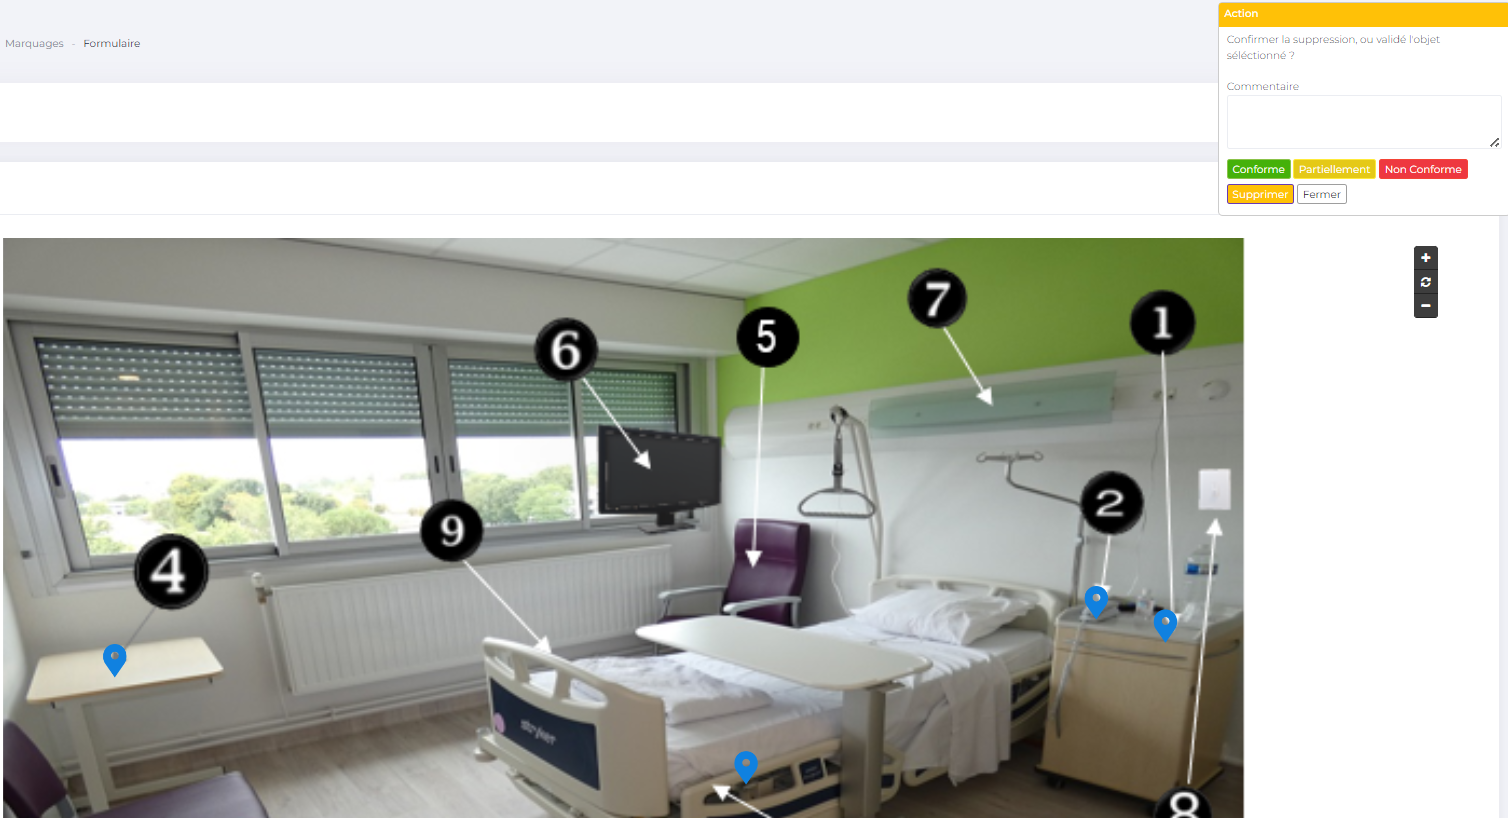 Action
Marquages - Formulaire
Confirmer la suppression, ou validé l'objet
séléctionné ?
Commentaire
Conforme Partiellement Non Conforme
Supprimer Fermer
7
1
5
6
2
9
4
stryker
8